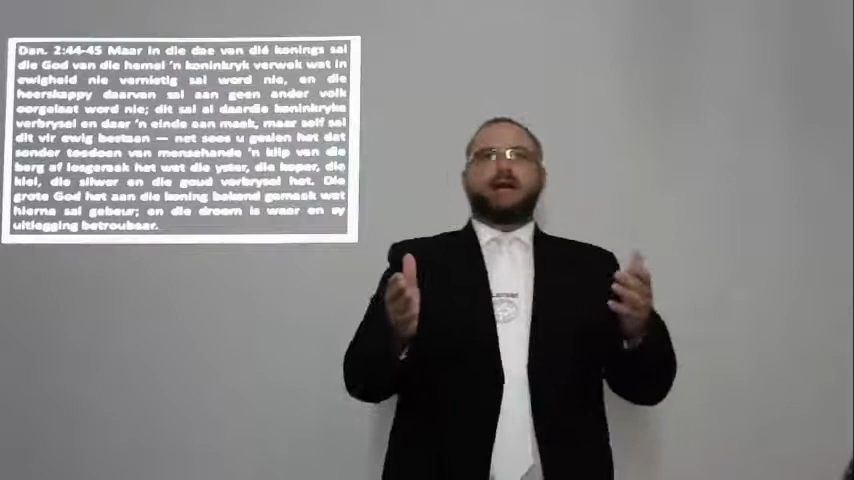 Dan. 2:44-45 Maar in die dae van dié konings sal
die God van die hemel 'n koninkryk verwek wat in
ewigheid nie vernietig sal word nie, en die
heerskappy daarvan sal aan geen ander volk
oorgelaat word nie; dit sal al daardie koninkryke
verbrysel en daar 'n einde aan maak, maar self sal
dit vir ewig bestaan — net soos u gesien het dat
sonder toedoen van mensehande 'n klip van die
berg af losgeraak het wat die yster, die koper, die
klei, die silwer en die goud verbrysel het. Die
grote God het aan die koning bekend gemaak wat
hierna sal gebeur; en die droom is waar en sy
uitlegging betroubaar.